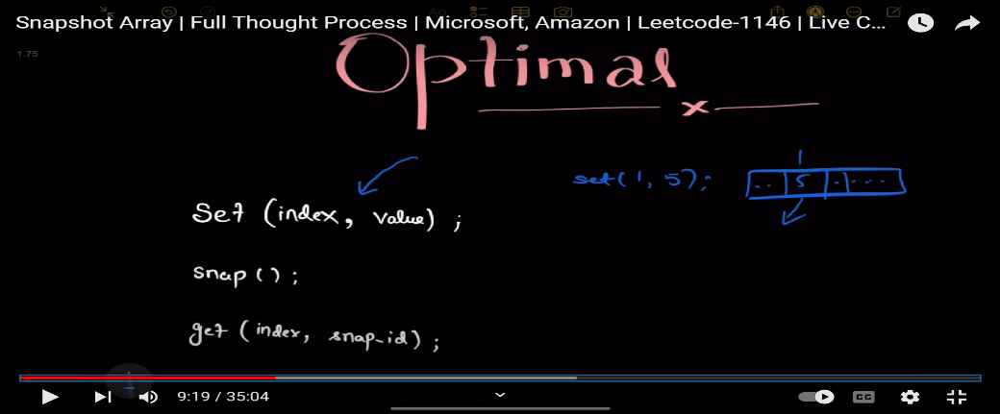 Snapshot Array | Full Thought Process | Microsoft, Amazon | Leetcode-1146 | Live C...
1.75
Optimal
x
set(1, 5);
1
.. 5 . ...
Set (index, value) ;
snap () ;
get (index, snap_id) ;
9:19 / 35:04
CC